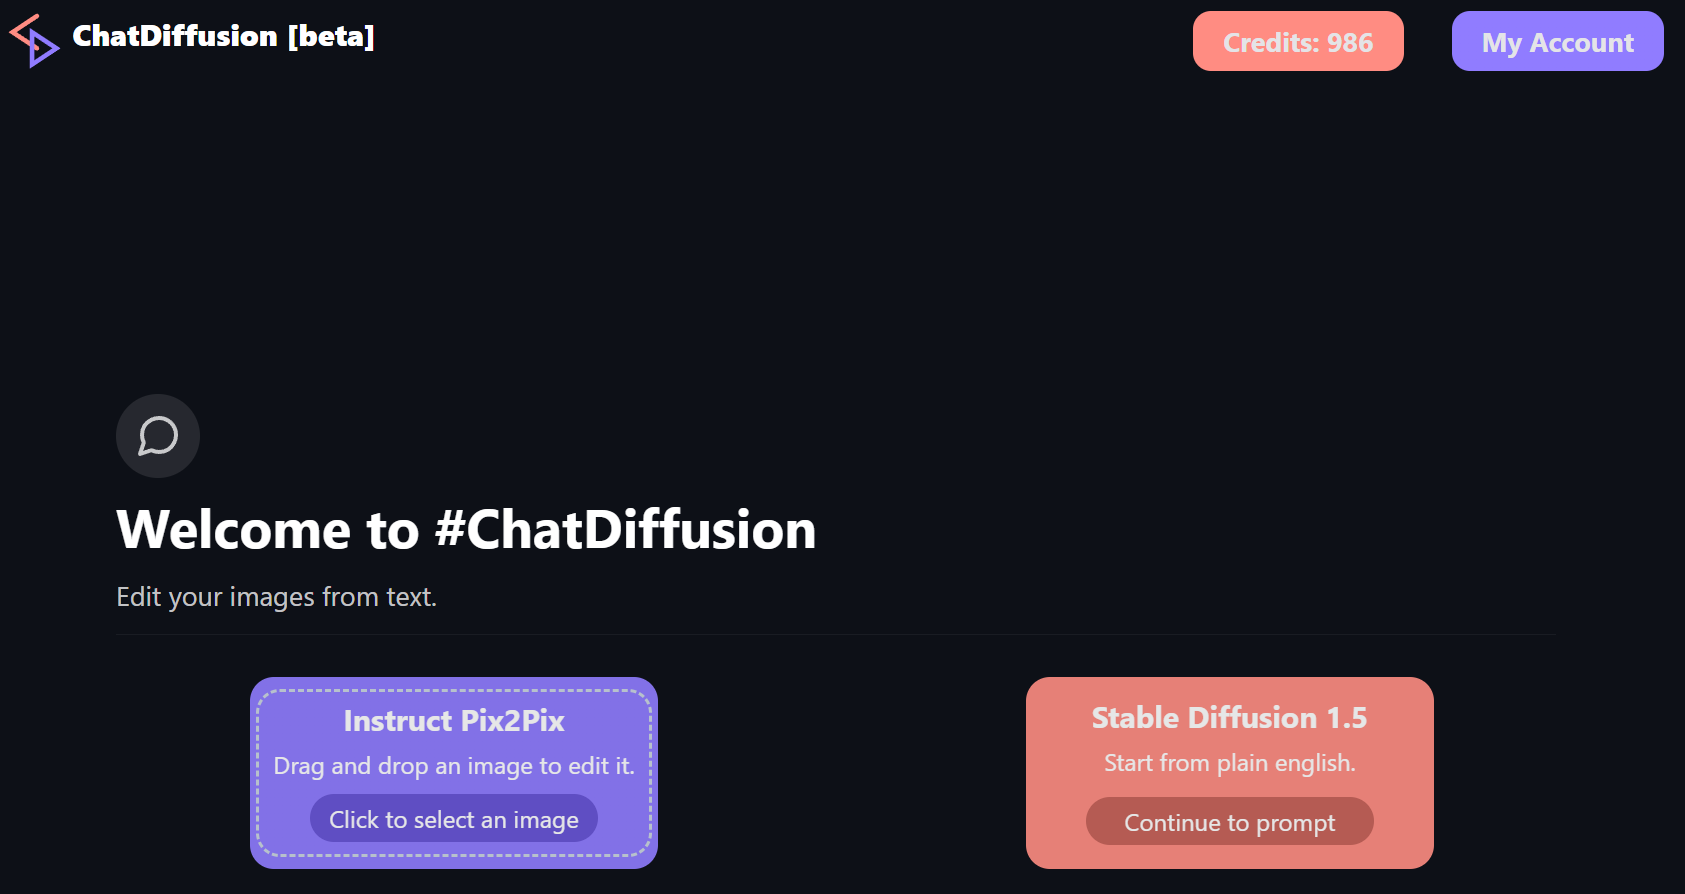 ChatDiffusion [beta]
Credits: 986
My Account
Welcome to #ChatDiffusion
Edit your images from text.
Instruct Pix2Pix
Drag and drop an image to edit it.
Click to select an image
Stable Diffusion 1.5
Start from plain english.
Continue to prompt